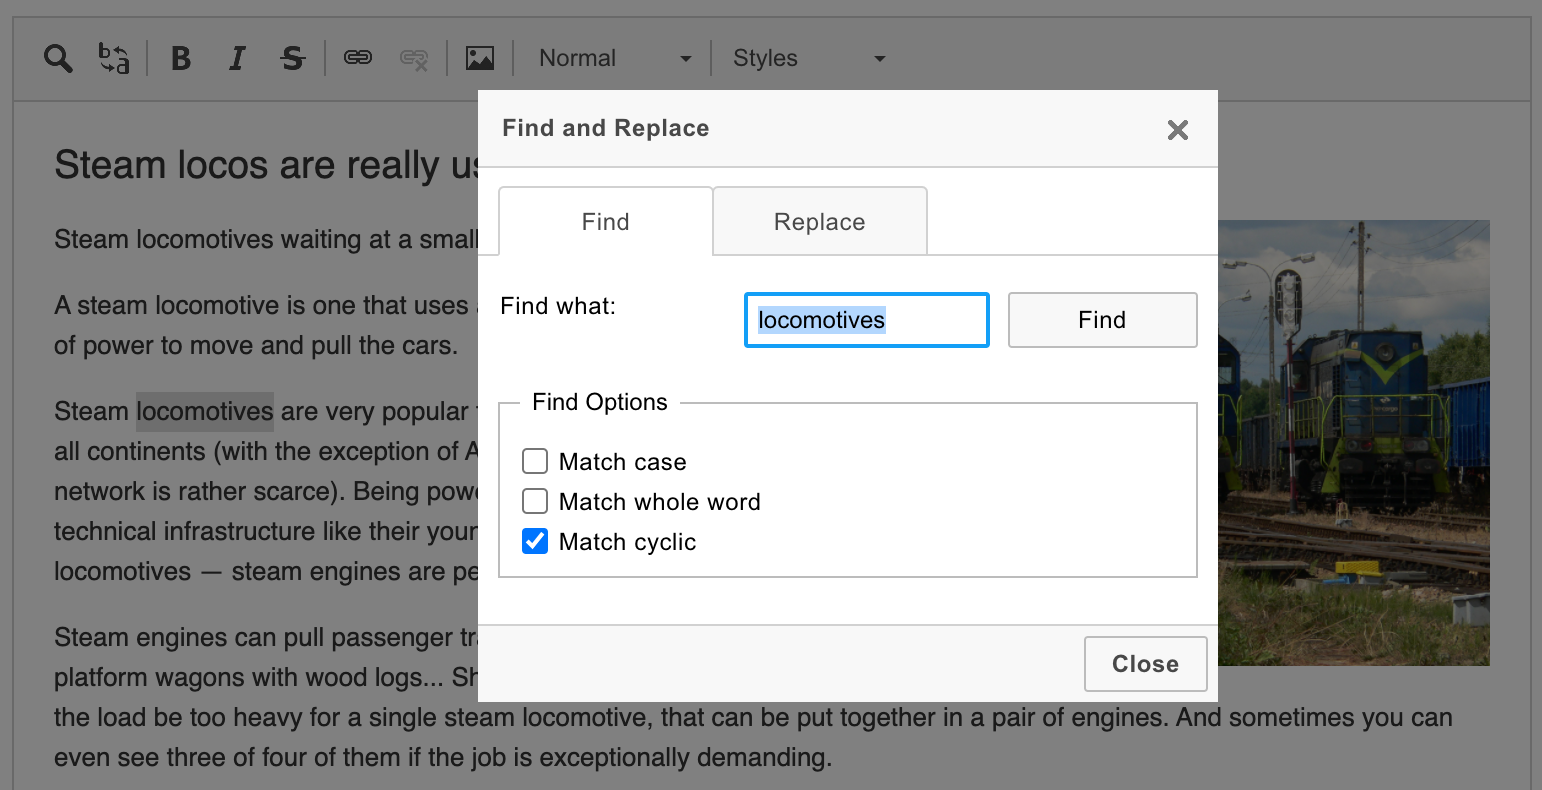 Normal Styles
Find and Replace
Steam locos are really
Find Replace
Steam locomotives waiting at a small
Find what: locomotives Find
A steam locomotive is one that uses
of power to move and pull the cars.
Find Options
Steam locomotives are very popular
all continents (with the exception of
Match case
network is rather scarce). Being
Match whole word
technical infrastructure like their
Match cyclic
locomotives — steam engines are
Steam engines can pull passenger
platform wagons with wood logs...
Close
the load be too heavy for a single steam locomotive, that can be put together in a pair of engines. And sometimes you can
even see three of four of them if the job is exceptionally demanding.